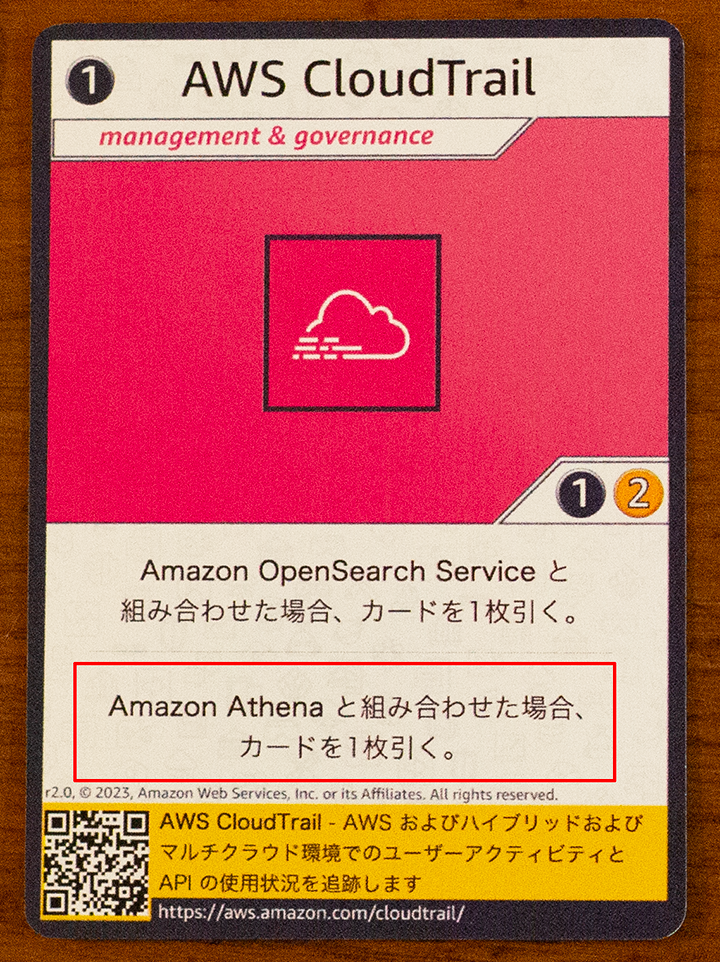 1
AWS CloudTrail
management & governance
1 2
Amazon OpenSearch Service と
組み合わせた場合、カードを1枚引く。
Amazon Athena と組み合わせた場合、
カードを1枚引く。
r2.0, © 2023, Amazon Web Services, Inc. or its Affiliates. All rights reserved.
AWS CloudTrail - AWS およびハイブリッドおよび
マルチクラウド環境でのユーザーアクティビティと
API の使用状況を追跡します
https://aws.amazon.com/cloudtrail/